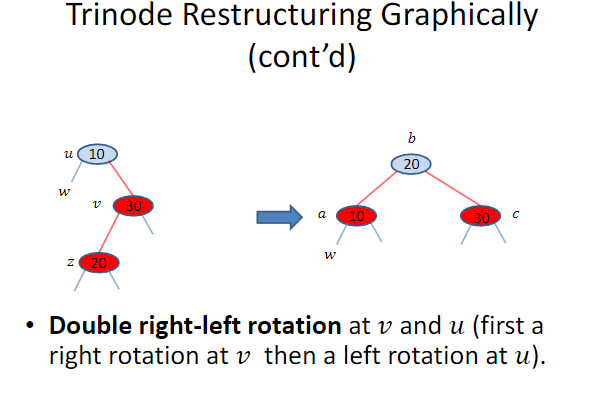 Trinode Restructuring Graphically
(cont’d)
b
u 10
20
w
v 30
a 10
30 c
z 20
w
• Double right-left rotation at v and u (first a
right rotation at v then a left rotation at u).